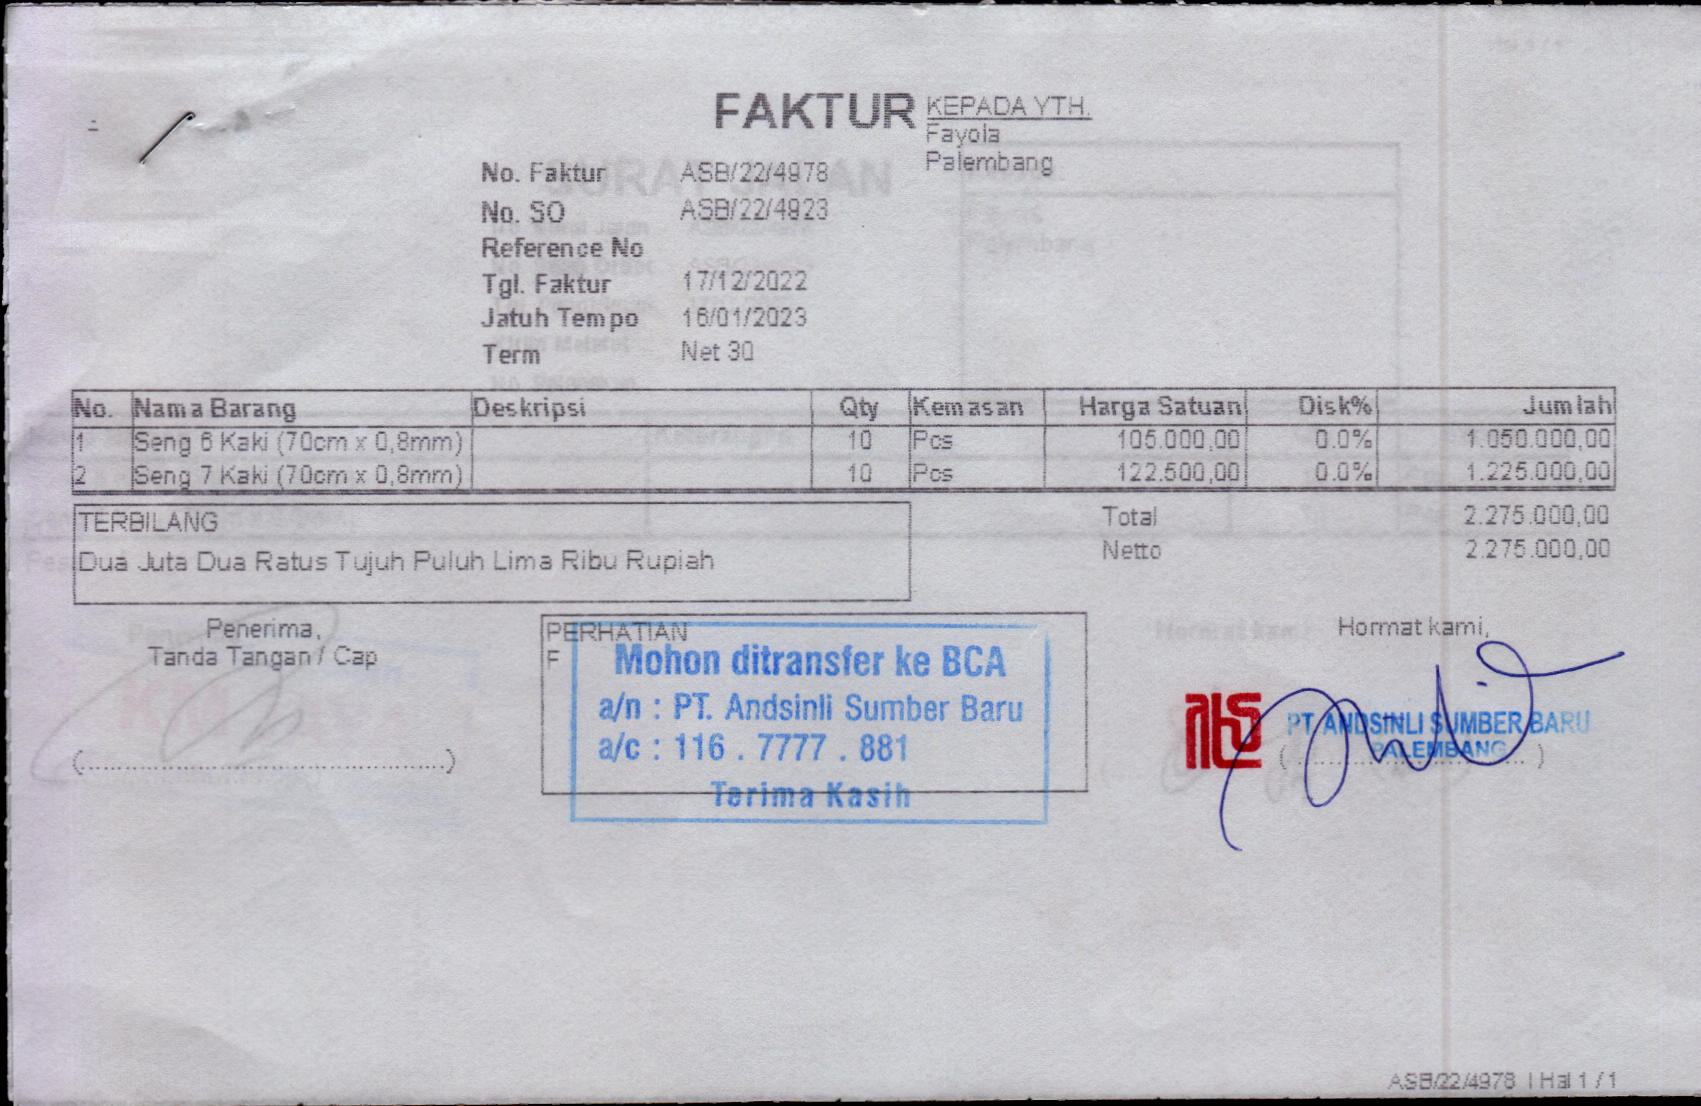 FAKTUR
KEPADA YTH.
Fayola
Palembang
No. Faktur ASB/22/4978
No. SO ASB/22/4923
Reference No
Tgl. Faktur 17/12/2022
Jatuh Tempo 16/01/2023
Term Net 30
No. Nama Barang Deskripsi Qty Kemasan Harga Satuan Disk% Jumlah
1 Seng 6 Kaki (70cm x 0,8mm) 10 Pcs 105.000,00 0.0% 1.050.000,00
2 Seng 7 Kaki (70cm x 0,8mm) 10 Pcs 122.500,00 0.0% 1.225.000,00
TERBILANG
Dua Juta Dua Ratus Tujuh Puluh Lima Ribu Rupiah
Total 2.275.000,00
Netto 2.275.000,00
Penerima,
Tanda Tangan / Cap
(..........................................)
PERHATIAN
F
Mohon ditransfer ke BCA
a/n : PT. Andsinli Sumber Baru
a/c : 116 . 7777 . 881
Terima Kasih
Hormat kami,
PT. ANDSINLI SUMBER BARU
PALEMBANG
ASB/22/4978 | Hal 1 / 1